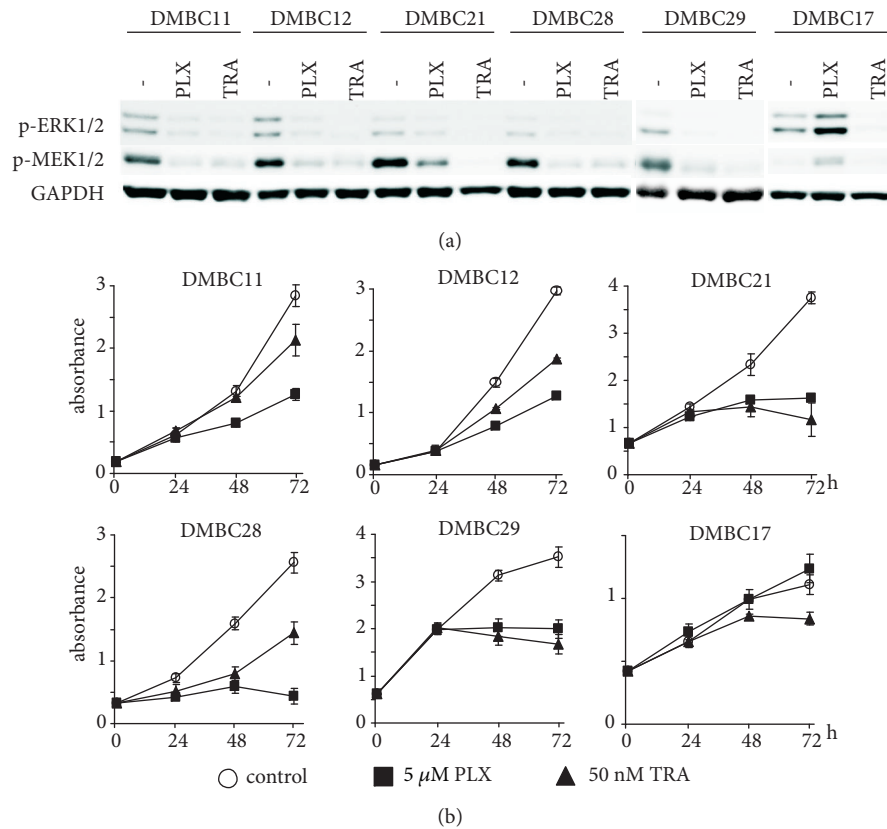 DMBC11 DMBC12 DMBC21 DMBC28 DMBC29 DMBC17
- PLX TRA - PLX TRA - PLX TRA - PLX TRA - PLX TRA - PLX TRA
p-ERK1/2
p-MEK1/2
GAPDH
(a)
DMBC11 DMBC12 DMBC21
absorbance
3 2 1 0
0 24 48 72
3 2 1 0
0 24 48 72
4 3 2 1 0
0 24 48 72 h
DMBC28 DMBC29 DMBC17
absorbance
3 2 1 0
0 24 48 72
4 3 2 1 0
0 24 48 72
1 0
0 24 48 72 h
control 5 μM PLX 50 nM TRA
(b)